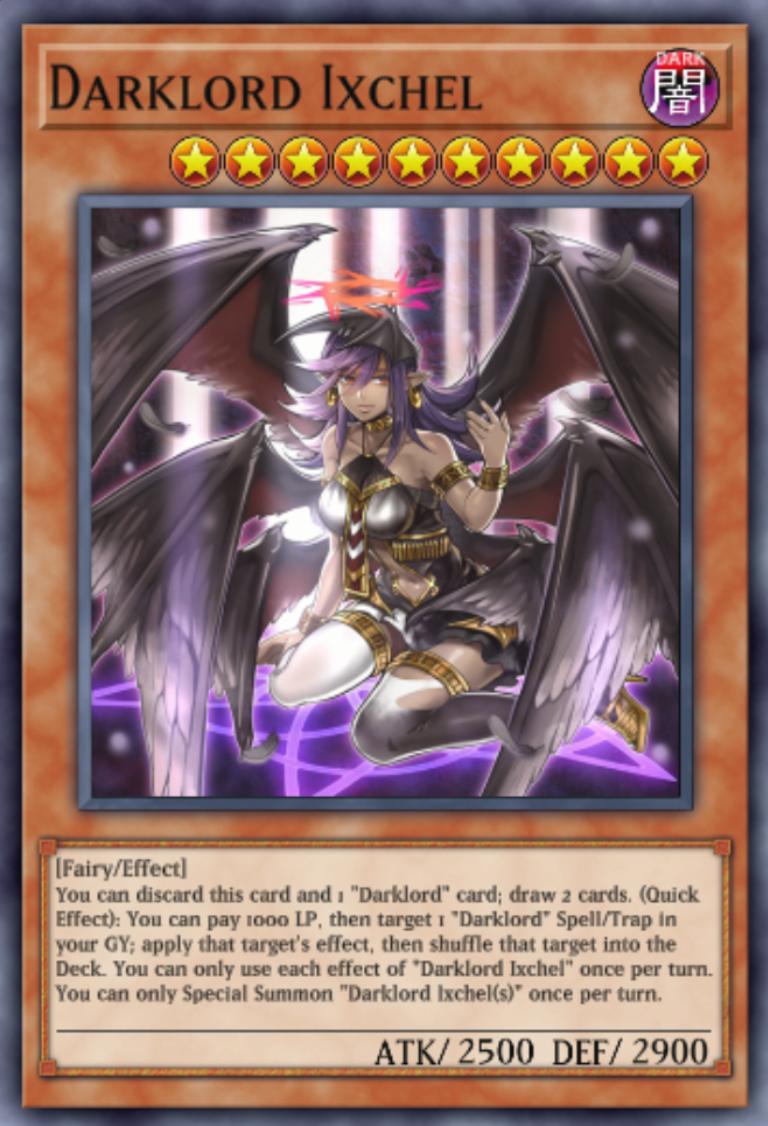 Darklord Ixchel
DARK
闇
[Fairy/Effect]
You can discard this card and 1 "Darklord" card; draw 2 cards. (Quick
Effect): You can pay 1000 LP, then target 1 "Darklord" Spell/Trap in
your GY; apply that target's effect, then shuffle that target into the
Deck. You can only use each effect of "Darklord Ixchel" once per turn.
You can only Special Summon "Darklord Ixchel(s)" once per turn.
ATK/ 2500 DEF/ 2900